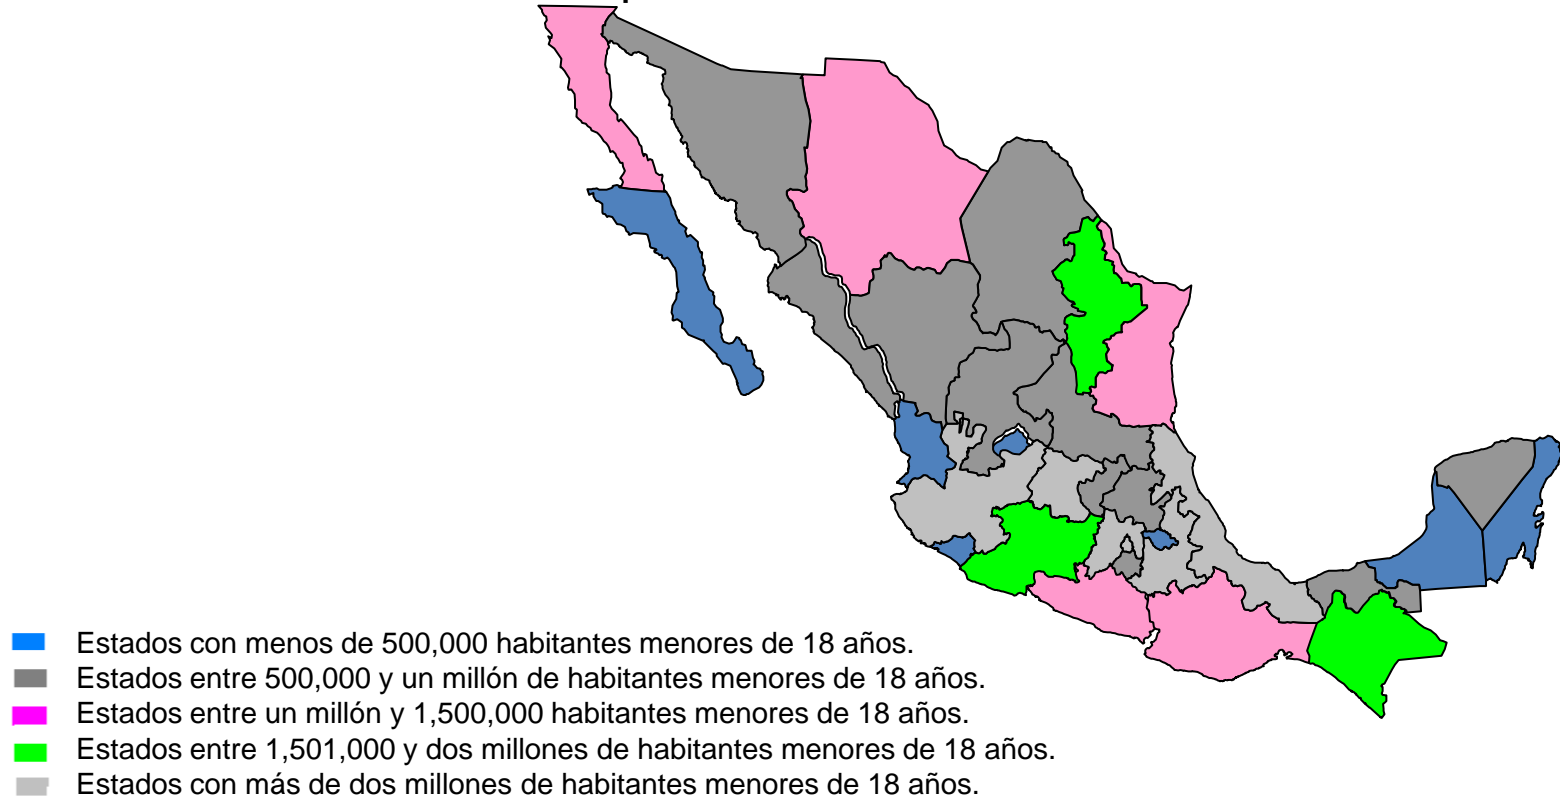 Estados con menos de 500,000 habitantes menores de 18 años.
Estados entre 500,000 y un millón de habitantes menores de 18 años.
Estados entre un millón y 1,500,000 habitantes menores de 18 años.
Estados entre 1,501,000 y dos millones de habitantes menores de 18 años.
Estados con más de dos millones de habitantes menores de 18 años.